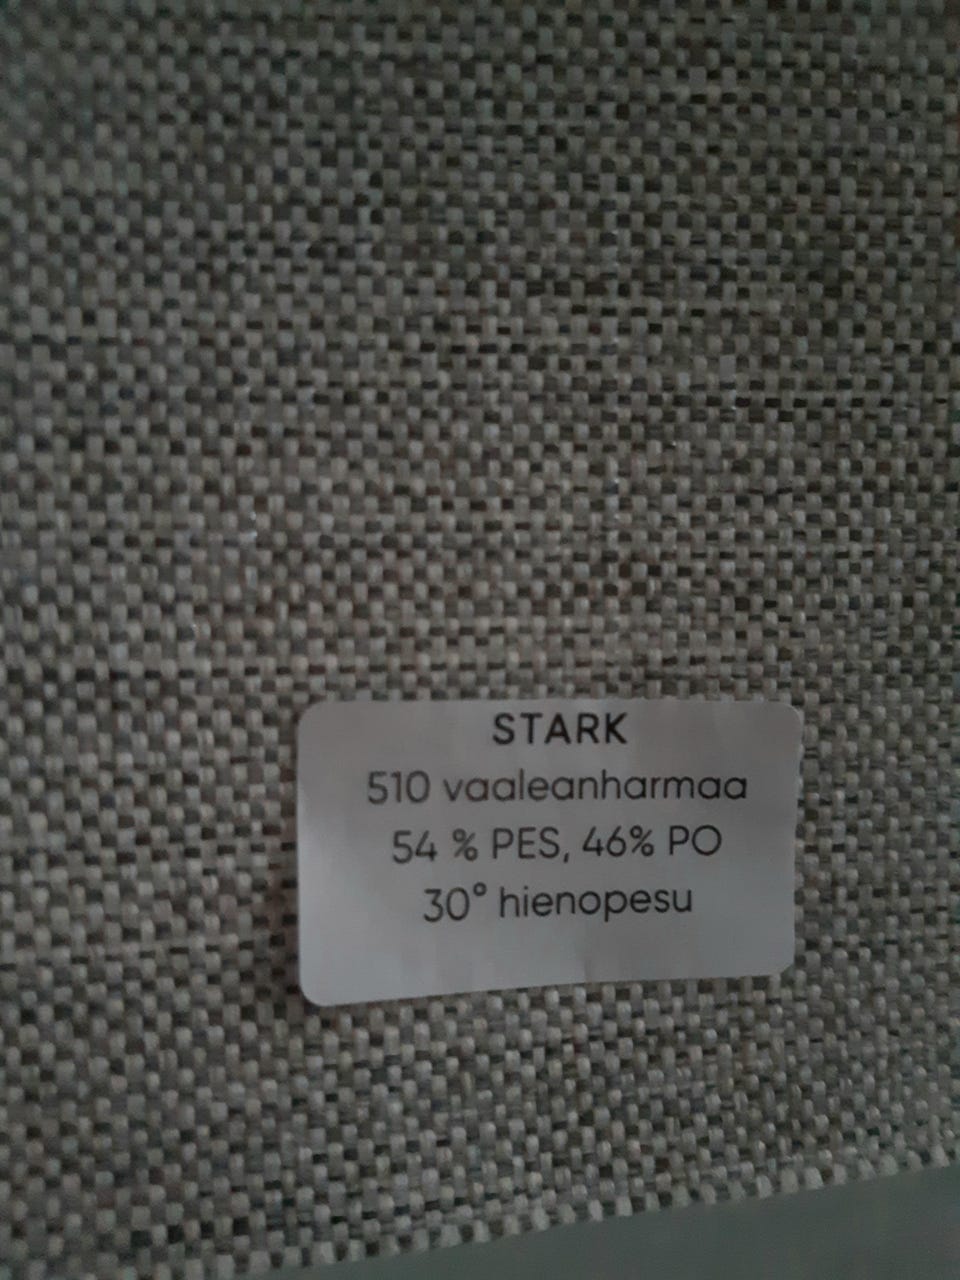 STARK
510 vaaleanharmaa
54 % PES, 46% PO
30° hienopesu